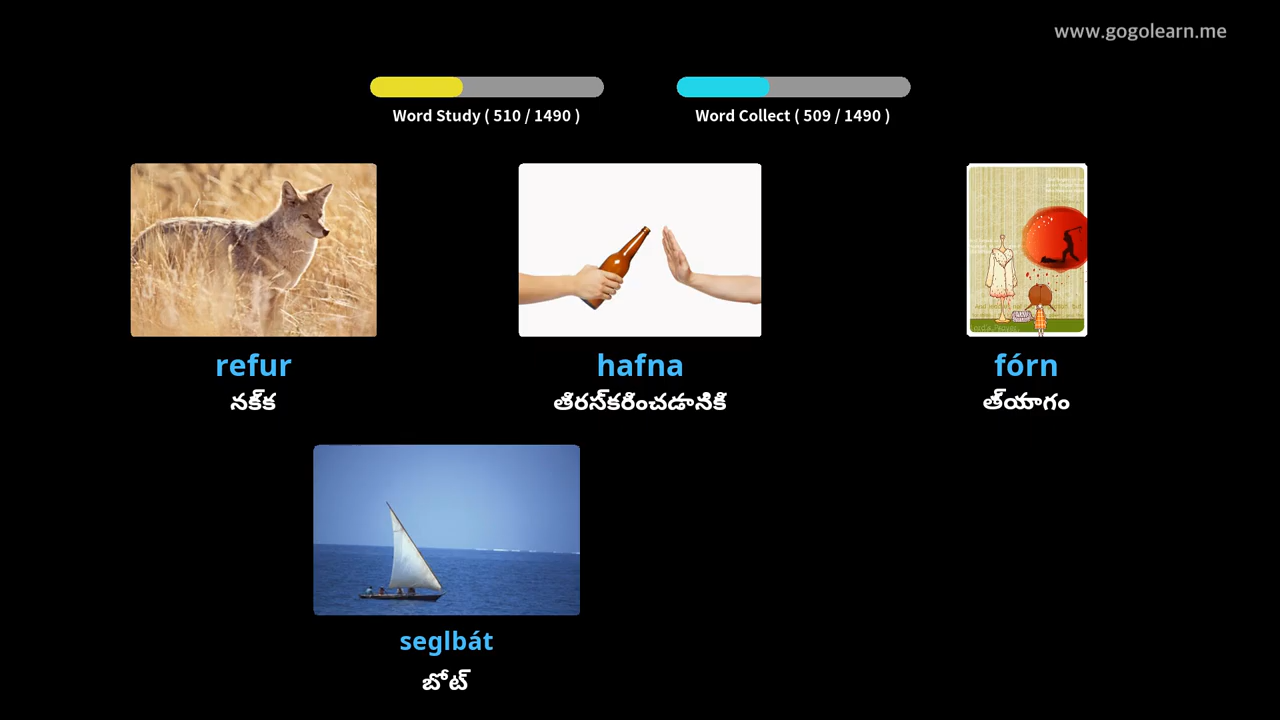 www.gogolearn.me
Word Study ( 510 / 1490 )
Word Collect ( 509 / 1490 )
refur
నక్క
hafna
తిరస్కరించడానికి
fórn
త్యాగం
seglbát
బోట్